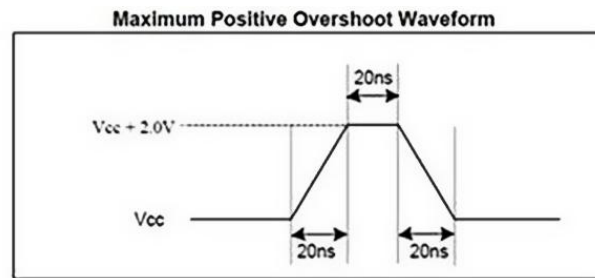 Maximum Positive Overshoot Waveform
20ns
Vcc + 2.0V
Vcc
20ns
20ns